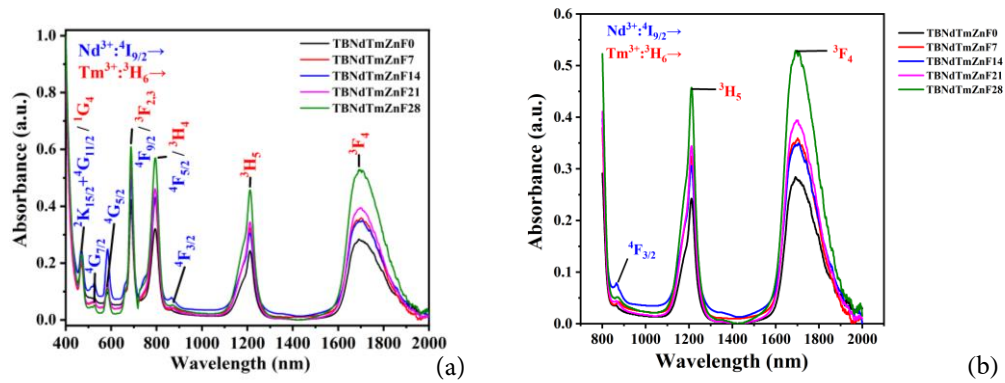 Nd³⁺:⁴I₉/₂→
Tm³⁺:³H₆→
TBNdTmZnF0
TBNdTmZnF7
TBNdTmZnF14
TBNdTmZnF21
TBNdTmZnF28
²K₁₅/₂+⁴G₁₁/₂ / ¹G₄
⁴G₇/₂
⁴G₅/₂
⁴F₉/₂ / ³F₂,₃
⁴F₅/₂ / ³H₄
⁴F₃/₂
³H₅
³F₄
Absorbance (a.u.)
1.0
0.8
0.6
0.4
0.2
0.0
400 600 800 1000 1200 1400 1600 1800 2000
Wavelength (nm)
(a)
Nd³⁺:⁴I₉/₂→
Tm³⁺:³H₆→
TBNdTmZnF0
TBNdTmZnF7
TBNdTmZnF14
TBNdTmZnF21
TBNdTmZnF28
⁴F₃/₂
³H₅
³F₄
Absorbance (a.u.)
0.6
0.5
0.4
0.3
0.2
0.1
0.0
800 1000 1200 1400 1600 1800 2000
Wavelength (nm)
(b)